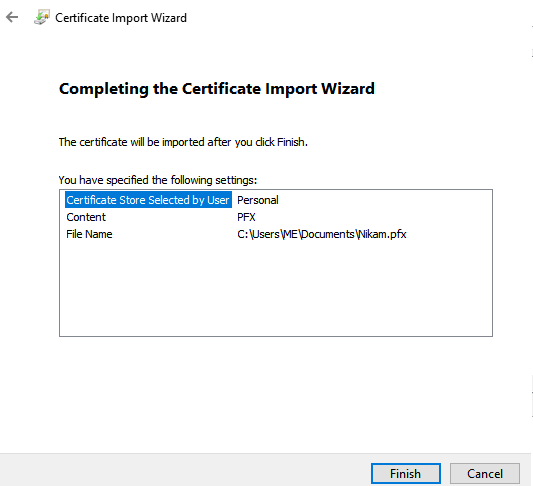 Certificate Import Wizard
Completing the Certificate Import Wizard
The certificate will be imported after you click Finish.
You have specified the following settings:
Certificate Store Selected by User Personal
Content PFX
File Name C:\Users\ME\Documents\Nikam.pfx
Finish Cancel